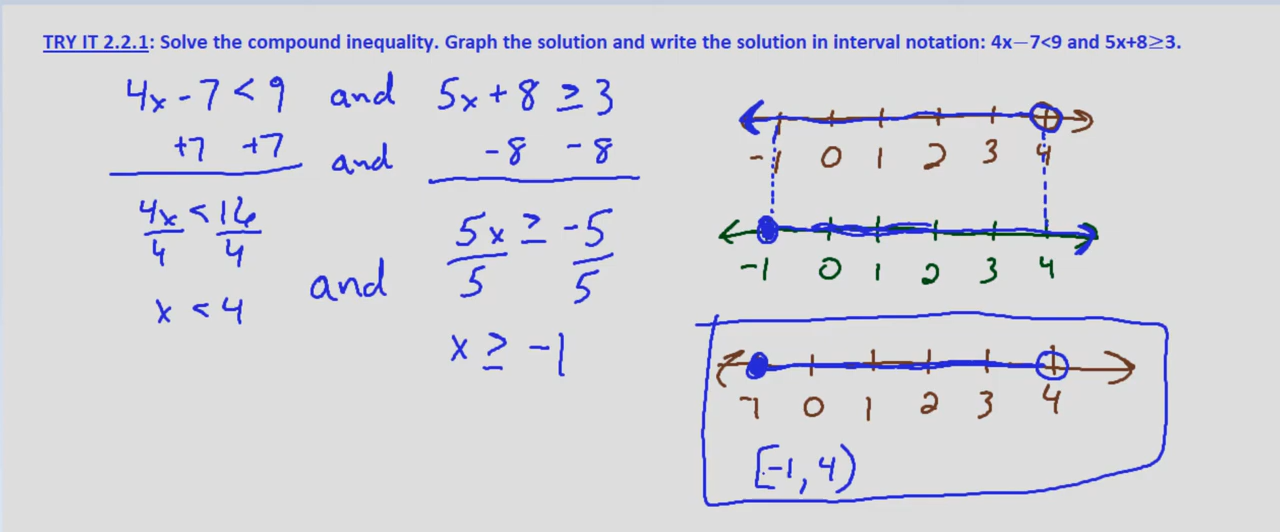 TRY IT 2.2.1: Solve the compound inequality. Graph the solution and write the solution in interval notation: 4x−7<9 and 5x+8≥3.
4x - 7 < 9 and 5x + 8 ≥ 3
+7 +7 and -8 -8
4x < 16
4 4
5x ≥ -5
5 5
and
x < 4
x ≥ -1
-1 0 1 2 3 4
-1 0 1 2 3 4
-1 0 1 2 3 4
[-1, 4)